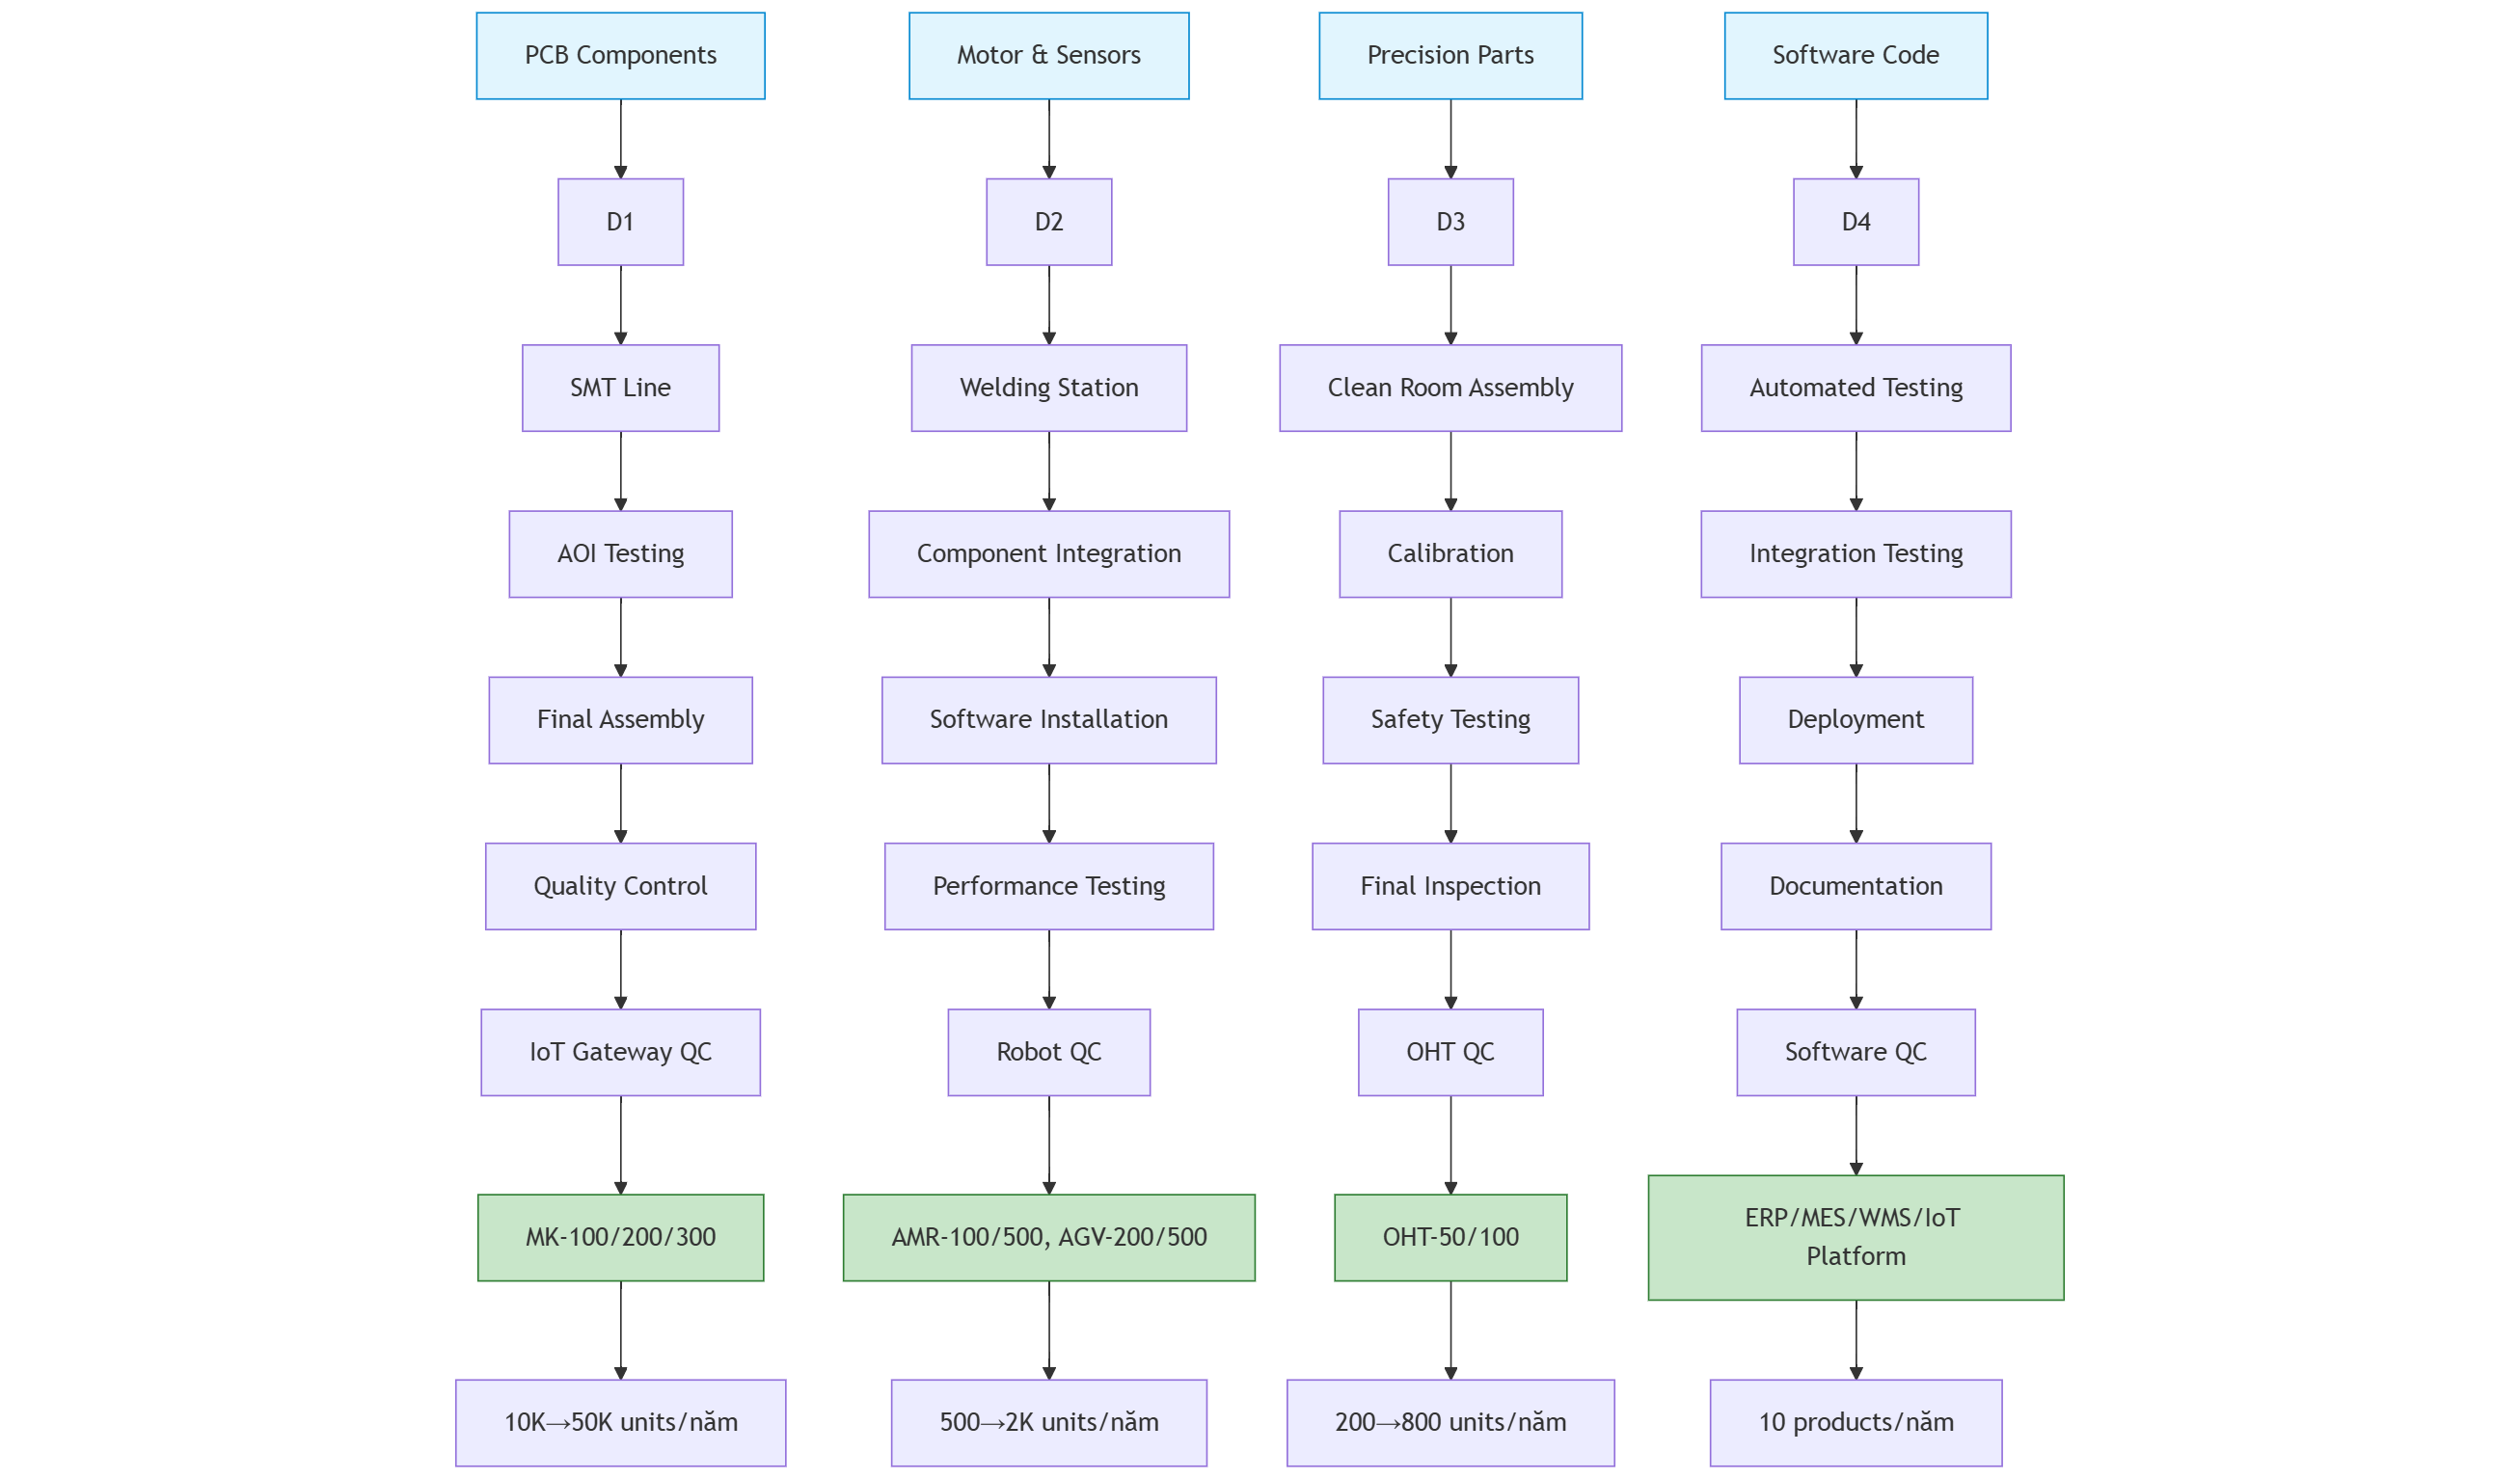 PCB Components
Motor & Sensors
Precision Parts
Software Code
D1
D2
D3
D4
SMT Line
Welding Station
Clean Room Assembly
Automated Testing
AOI Testing
Component Integration
Calibration
Integration Testing
Final Assembly
Software Installation
Safety Testing
Deployment
Quality Control
Performance Testing
Final Inspection
Documentation
IoT Gateway QC
Robot QC
OHT QC
Software QC
MK-100/200/300
AMR-100/500, AGV-200/500
OHT-50/100
ERP/MES/WMS/IoT
Platform
10K→50K units/năm
500→2K units/năm
200→800 units/năm
10 products/năm